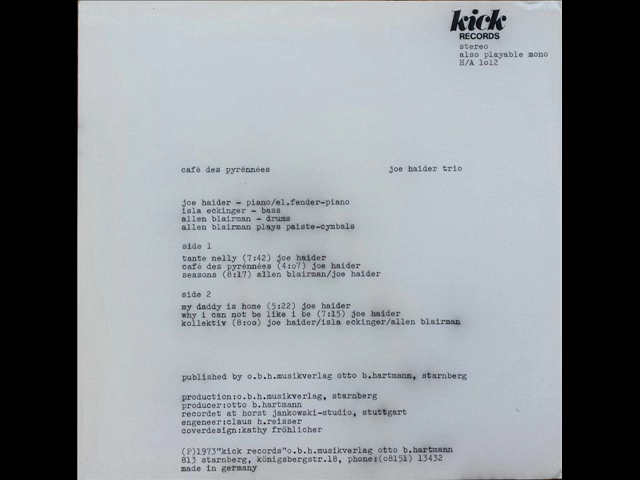 kick
RECORDS
stereo
also playable mono
H/A lol2
café des pyrénnées joe haider trio
joe haider - piano/el.fender-piano
isla eckinger - bass
allen blairman - drums
allen blairman plays paiste-cymbals
side 1
tante nelly (7:42) joe haider
café des pyrénnées (4:o7) joe haider
seasons (8:17) allen blairman/joe haider
side 2
my daddy is home (5:22) joe haider
why i can not be like i be (7:15) joe haider
kollektiv (8:oo) joe haider/isla eckinger/allen blairman
published by o.b.h.musikverlag otto b.hartmann, starnberg
production:o.b.h.musikverlag, starnberg
producer:otto b.hartmann
recordet at horst jankowski-studio, stuttgart
engeneer:claus h.reisser
coverdesign:kathy fröhlicher
(P)1973"kick records"o.b.h.musikverlag otto b.hartmann
813 starnberg, königsbergstr.18, phone:(o8151) 13432
made in germany